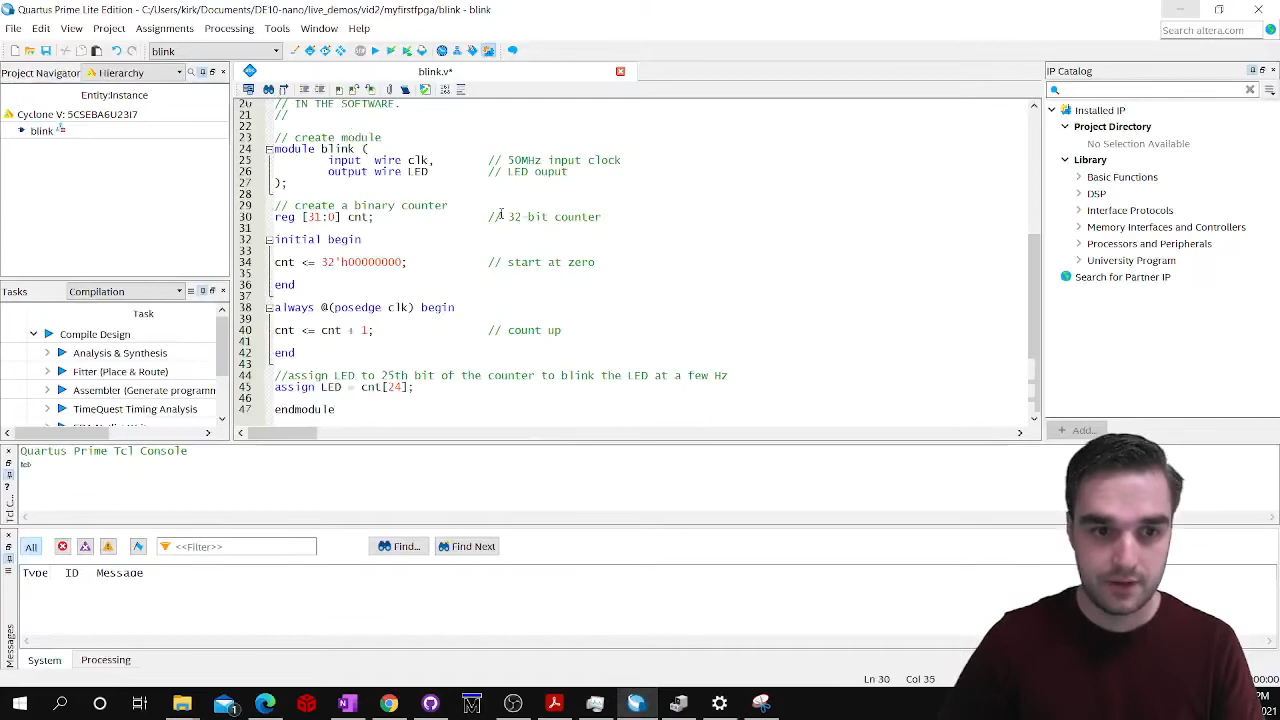 Quartus Prime Lite Edition - C:/Users/kirk/Documents/DE10-nano/live_demos/vid2/myfirstfpga/blink - blink
File Edit View Project Assignments Processing Tools Window Help
Search altera.com
blink
Project Navigator Hierarchy
Entity:Instance
Cyclone V: 5CSEBA6U23I7
blink
Tasks Compilation
Task
Compile Design
Analysis & Synthesis
Fitter (Place & Route)
Assembler (Generate programm
TimeQuest Timing Analysis
blink.v*
20 // IN THE SOFTWARE.
21 //
22
23 // create module
24 module blink (
25 input wire clk, // 50MHz input clock
26 output wire LED // LED ouput
27 );
28
29 // create a binary counter
30 reg [31:0] cnt; // 32-bit counter
31
32 initial begin
33
34 cnt <= 32'h00000000; // start at zero
35
36 end
37
38 always @(posedge clk) begin
39
40 cnt <= cnt + 1; // count up
41
42 end
43
44 //assign LED to 25th bit of the counter to blink the LED at a few Hz
45 assign LED = cnt[24];
46
47 endmodule
IP Catalog
Installed IP
Project Directory
No Selection Available
Library
Basic Functions
DSP
Interface Protocols
Memory Interfaces and Controllers
Processors and Peripherals
University Program
Search for Partner IP
+ Add...
Quartus Prime Tcl Console
tcl>
All
<<Filter>>
Find...
Find Next
Type ID Message
Messages
System Processing
Ln 30 Col 35